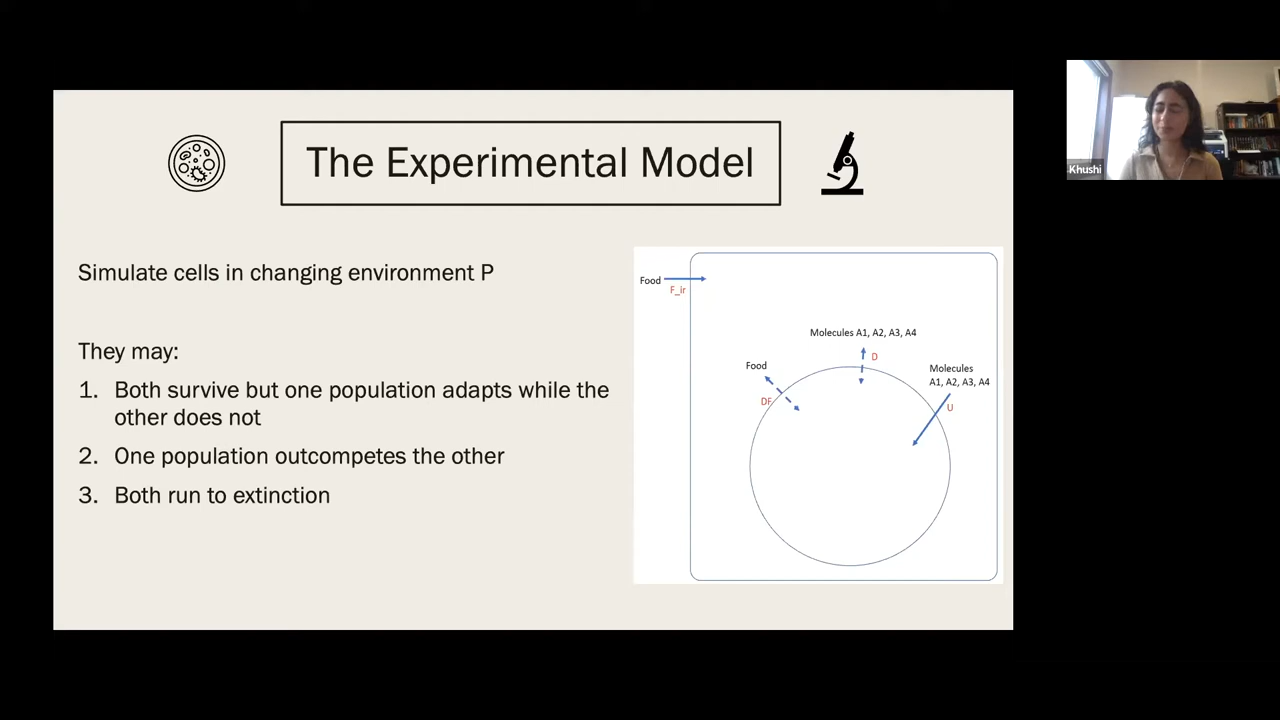 The Experimental Model
Khushi
Simulate cells in changing environment P
They may:
1. Both survive but one population adapts while the
other does not
2. One population outcompetes the other
3. Both run to extinction
Food
F_ir
Molecules A1, A2, A3, A4
D
Food
DF
Molecules
A1, A2, A3, A4
U